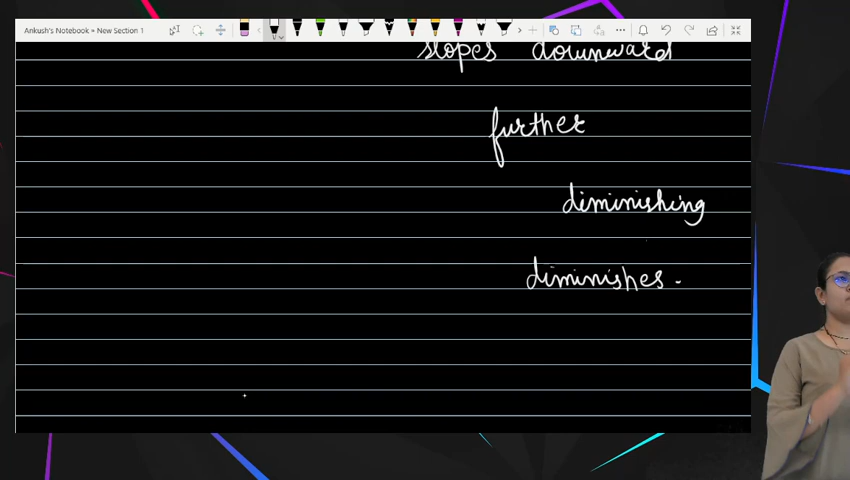 Ankush's Notebook » New Section 1
slopes downward
further
diminishing
diminishes.